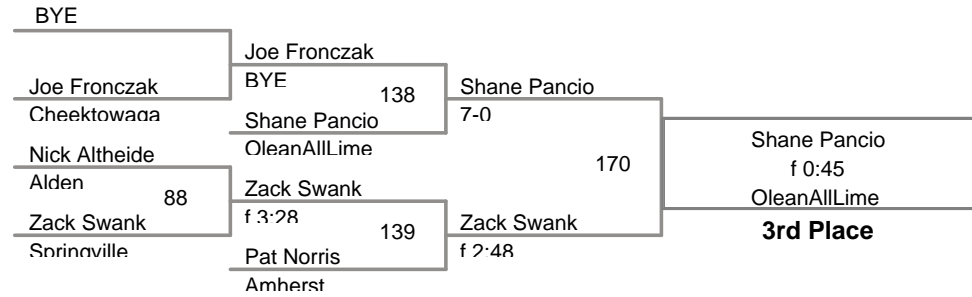 BYE
Joe Fronczak
Joe Fronczak
BYE
138
Shane Pancio
Cheektowaga
Shane Pancio
7-0
Nick Altheide
OleanAllLime
Shane Pancio
Alden
88
Zack Swank
170
f 0:45
Zack Swank
f 3:28
139
Zack Swank
OleanAllLime
Springville
Pat Norris
f 2:48
3rd Place
Amherst